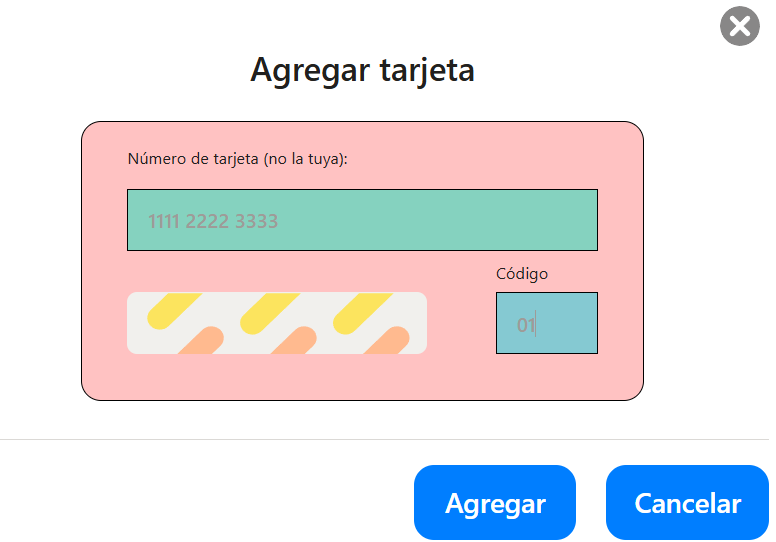 Agregar tarjeta
Número de tarjeta (no la tuya):
1111 2222 3333
Código
01
Agregar
Cancelar